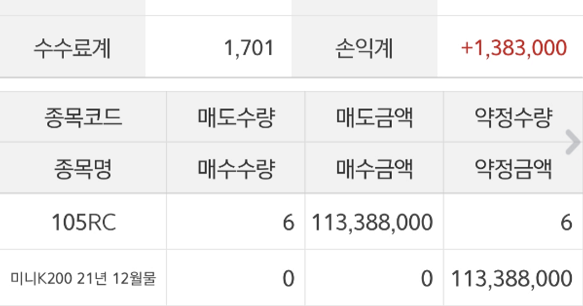 수수료계 1,701 손익계 +1,383,000
종목코드 매도수량 매도금액 약정수량
종목명 매수수량 매수금액 약정금액
105RC 6 113,388,000 6
미니K200 21년 12월물 0 0 113,388,000